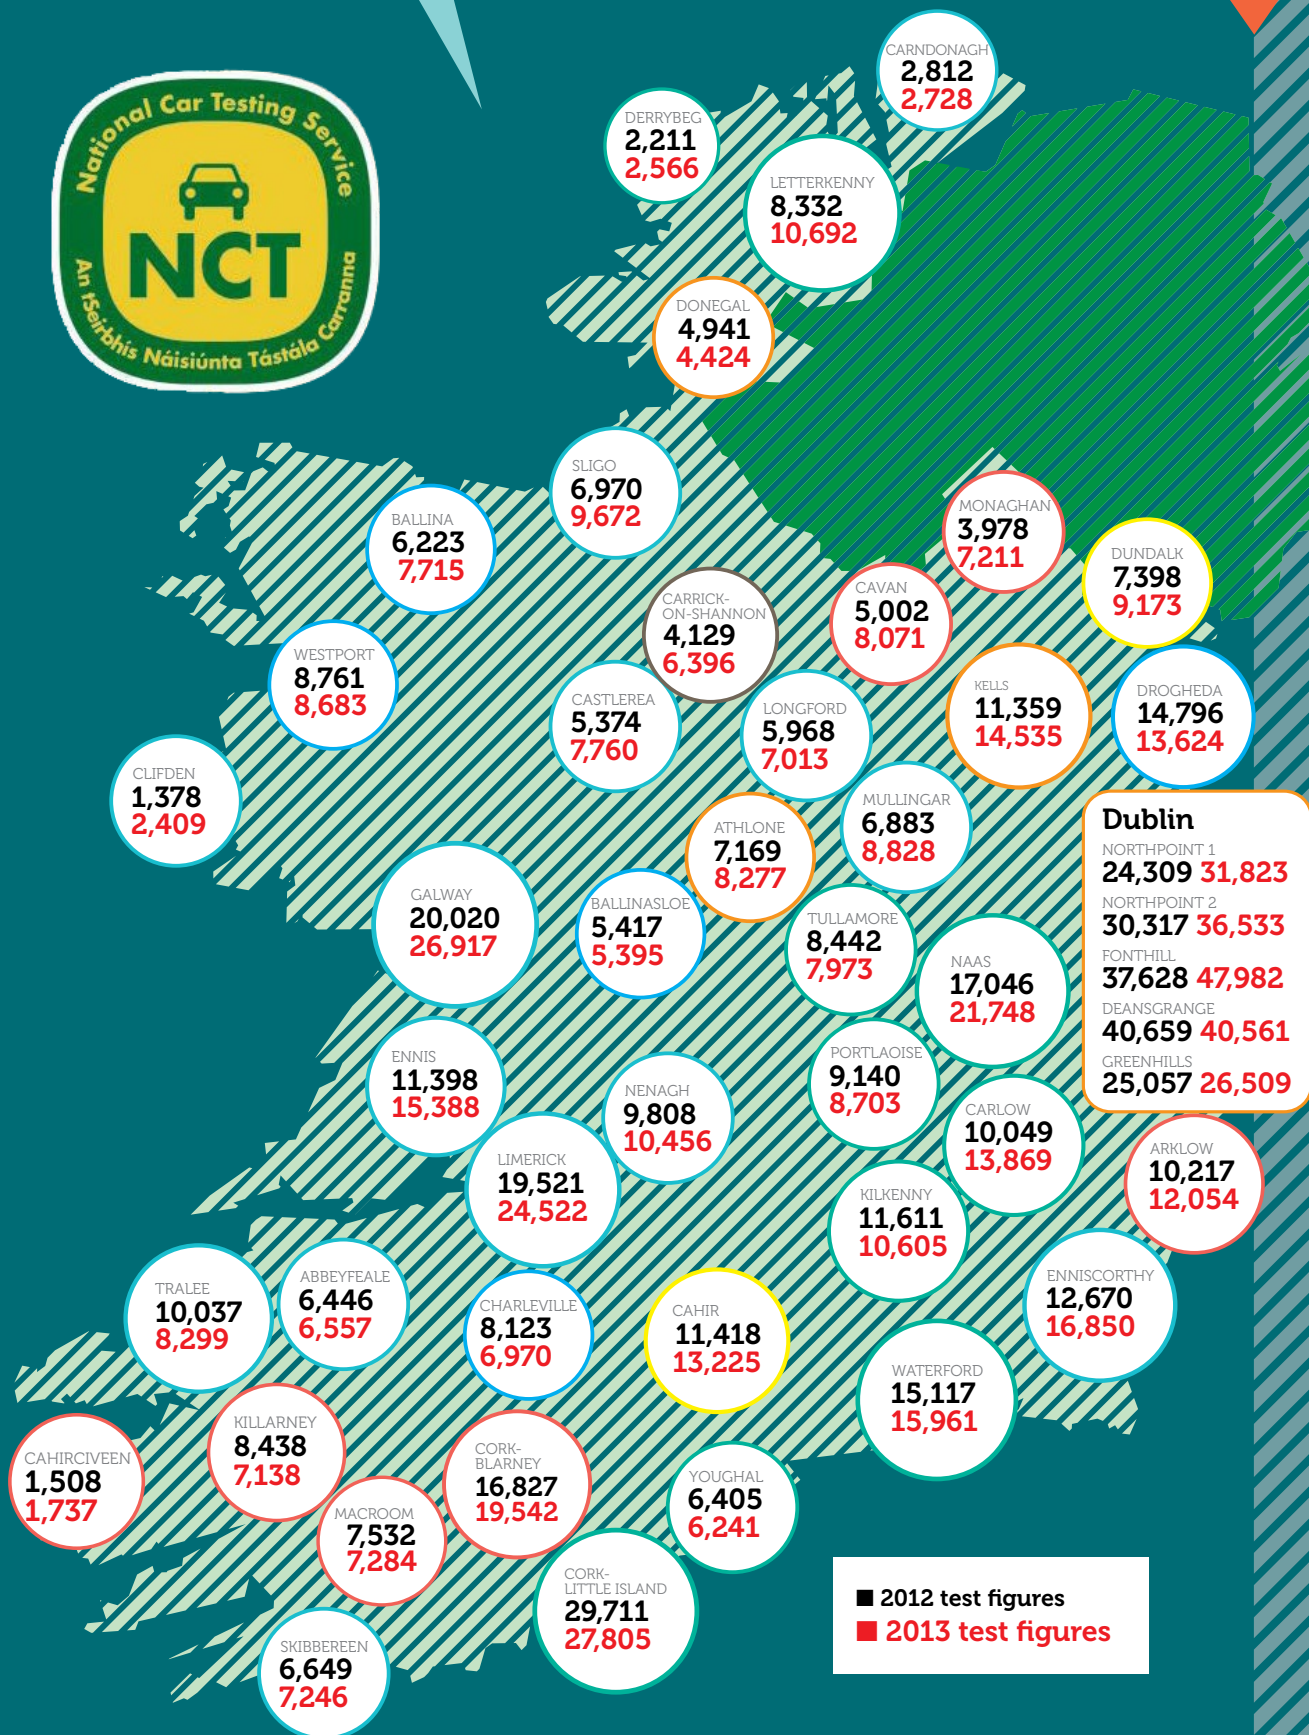 National Car Testing Service
NCT
An tSeirbhís Náisiúnta Tástála Carranna
CARNDONAGH
2,812
2,728
DERRYBEG
2,211
2,566
LETTERKENNY
8,332
10,692
DONEGAL
4,941
4,424
SLIGO
6,970
9,672
BALLINA
6,223
7,715
MONAGHAN
3,978
7,211
DUNDALK
7,398
9,173
CAVAN
5,002
8,071
CARRICK-
ON-SHANNON
4,129
6,396
WESTPORT
8,761
8,683
CASTLEREA
5,374
7,760
LONGFORD
5,968
7,013
KELLS
11,359
14,535
DROGHEDA
14,796
13,624
CLIFDEN
1,378
2,409
MULLINGAR
6,883
8,828
ATHLONE
7,169
8,277
Dublin
NORTHPOINT 1
24,309 31,823
NORTHPOINT 2
30,317 36,533
FONTHILL
37,628 47,982
DEANSGRANGE
40,659 40,561
GREENHILLS
25,057 26,509
GALWAY
20,020
26,917
BALLINASLOE
5,417
5,395
TULLAMORE
8,442
7,973
NAAS
17,046
21,748
ENNIS
11,398
15,388
NENAGH
9,808
10,456
PORTLAOISE
9,140
8,703
CARLOW
10,049
13,869
ARKLOW
10,217
12,054
LIMERICK
19,521
24,522
KILKENNY
11,611
10,605
TRALEE
10,037
8,299
ABBEYFEALE
6,446
6,557
CHARLEVILLE
8,123
6,970
CAHIR
11,418
13,225
ENNISCORTHY
12,670
16,850
WATERFORD
15,117
15,961
CAHIRCIVEEN
1,508
1,737
KILLARNEY
8,438
7,138
CORK-
BLARNEY
16,827
19,542
MACROOM
7,532
7,284
YOUGHAL
6,405
6,241
CORK-
LITTLE ISLAND
29,711
27,805
SKIBBEREEN
6,649
7,246
2012 test figures
2013 test figures